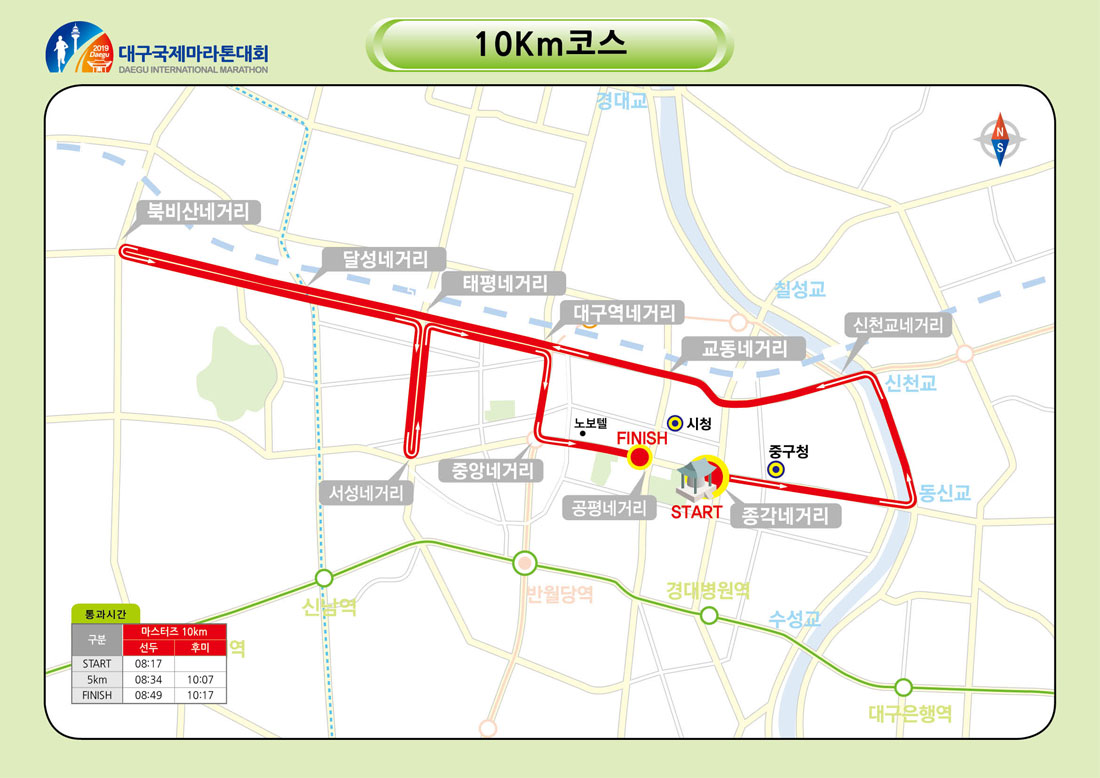 2019
Daegu
대구국제마라톤대회
DAEGU INTERNATIONAL MARATHON
10Km코스
경대교
N
S
북비산네거리
달성네거리
태평네거리
칠성교
대구역네거리
신천교네거리
교동네거리
신천교
노보텔
시청
FINISH
중구청
중앙네거리
서성네거리
공평네거리
START
종각네거리
동신교
반월당역
경대병원역
신남역
수성교
역
대구은행역
통과시간
구분 마스터즈 10km
선두 후미
START 08:17
5km 08:34 10:07
FINISH 08:49 10:17